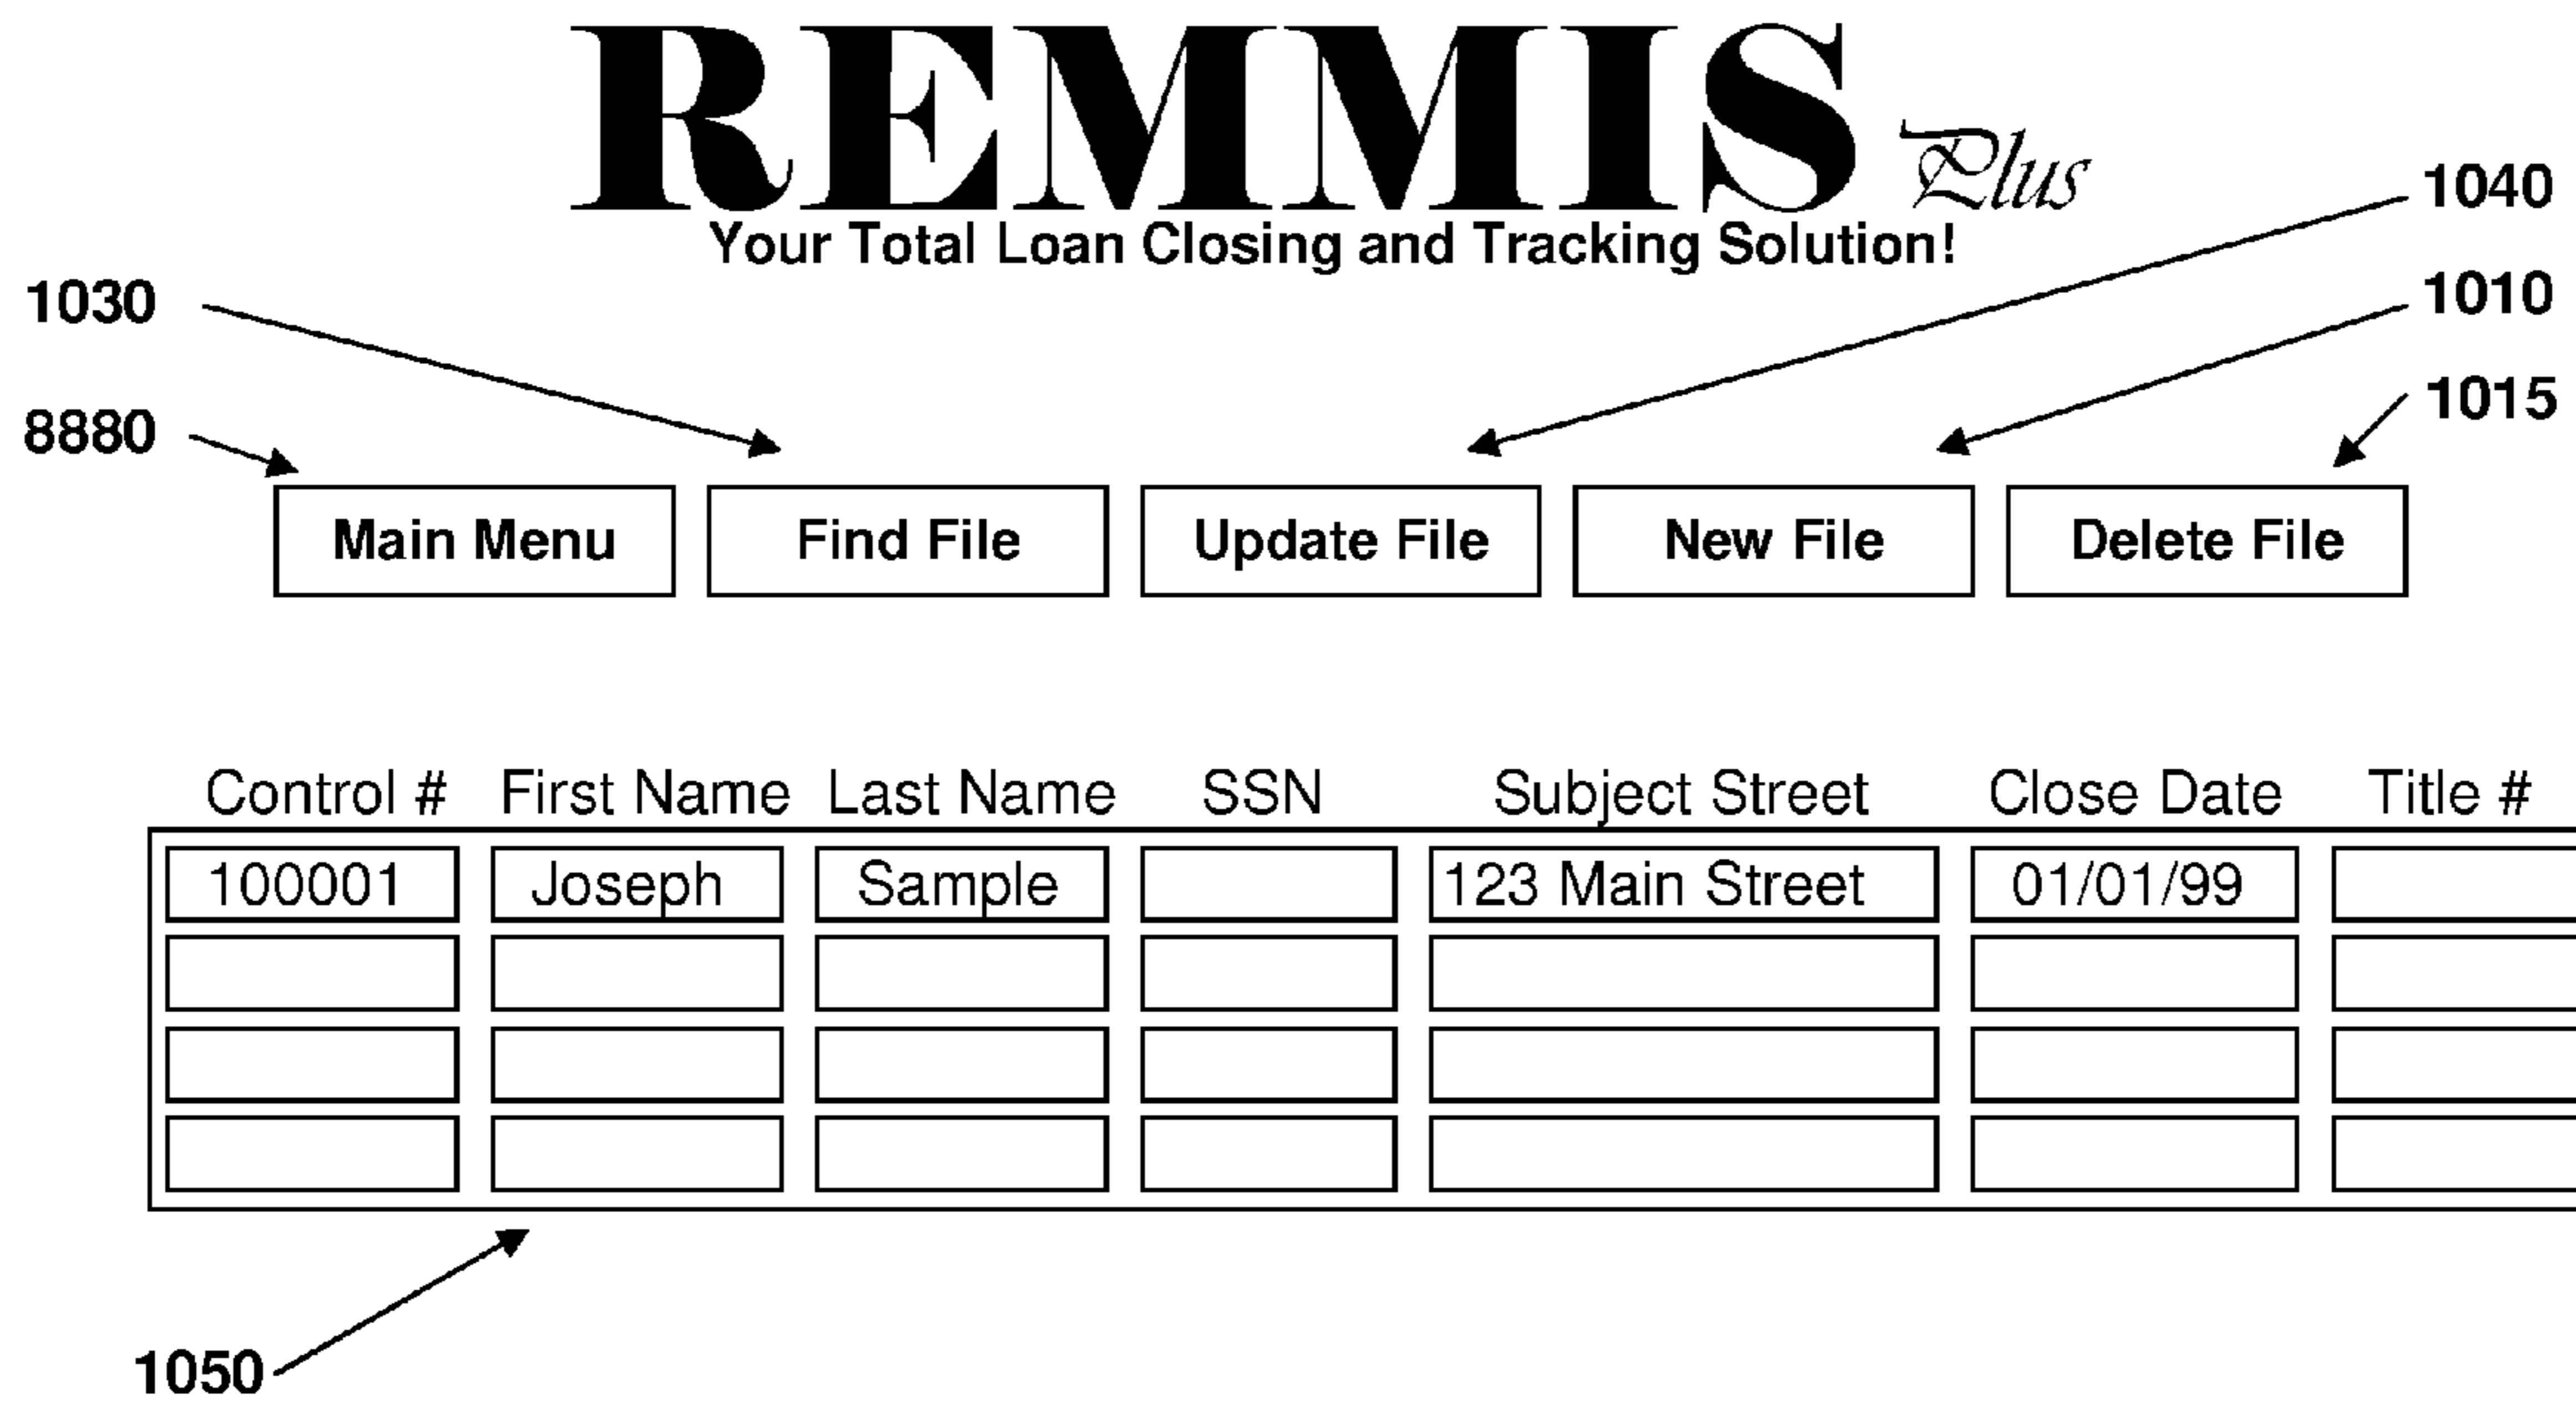 REMMIS Plus
Your Total Loan Closing and Tracking Solution!
1040
1030
1010
8880
1015
Main Menu Find File Update File New File Delete File
Control # First Name Last Name SSN Subject Street Close Date Title #
100001 Joseph Sample 123 Main Street 01/01/99
1050